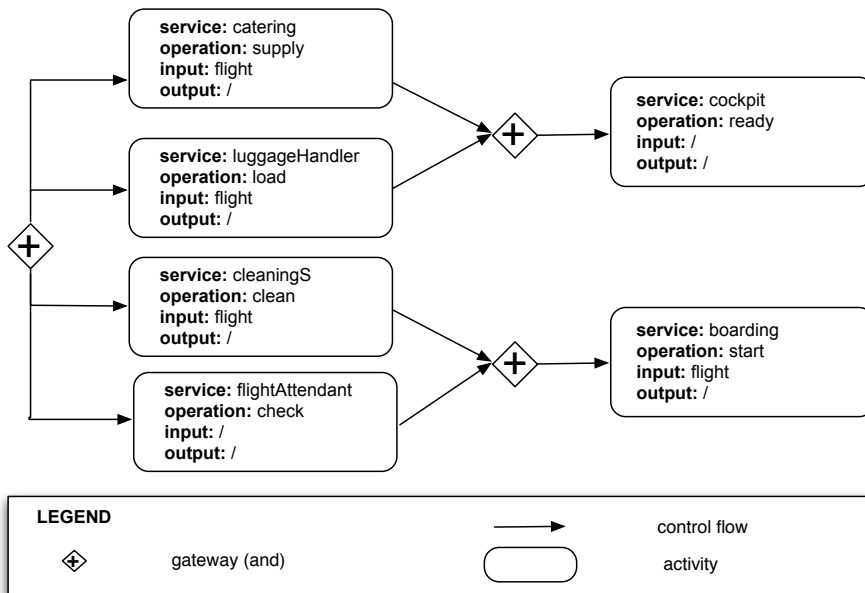 service: catering
operation: supply
input: flight
output: /
service: luggageHandler
operation: load
input: flight
output: /
service: cleaningS
operation: clean
input: flight
output: /
service: flightAttendant
operation: check
input: /
output: /
service: cockpit
operation: ready
input: /
output: /
service: boarding
operation: start
input: flight
output: /
LEGEND
gateway (and)
control flow
activity